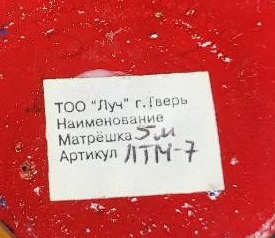 ТОО "Луч" г.Тверь
Наименование
Матрёшка 5м
Артикул ЛТМ-7